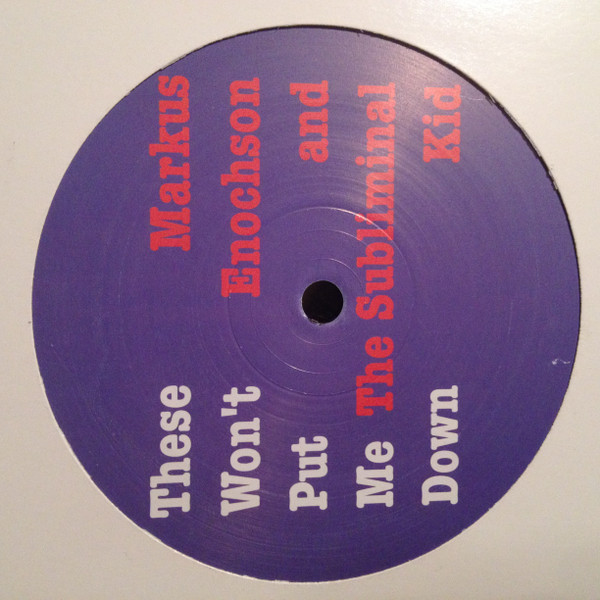 These
Won't
Put
Me
Down
Markus
Enochson
and
The Subliminal
Kid